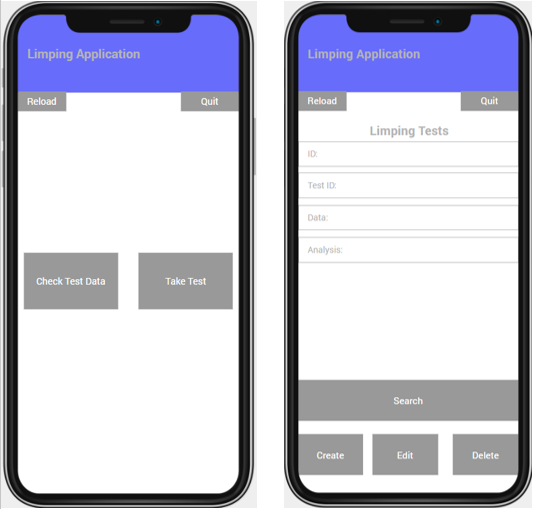 Limping Application
Reload
Quit
Check Test Data
Take Test
Limping Application
Reload
Quit
Limping Tests
ID:
Test ID:
Data:
Analysis:
Search
Create
Edit
Delete